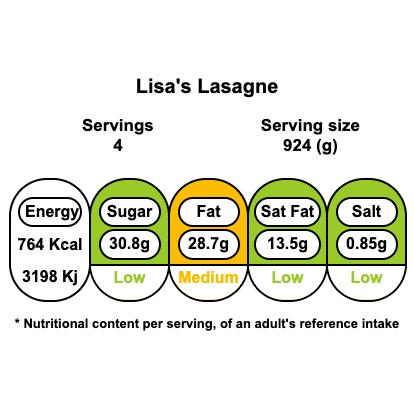 Lisa's Lasagne
Servings
4
Serving size
924 (g)
Energy Sugar Fat Sat Fat Salt
764 Kcal 30.8g 28.7g 13.5g 0.85g
3198 Kj Low Medium Low Low
* Nutritional content per serving, of an adult's reference intake